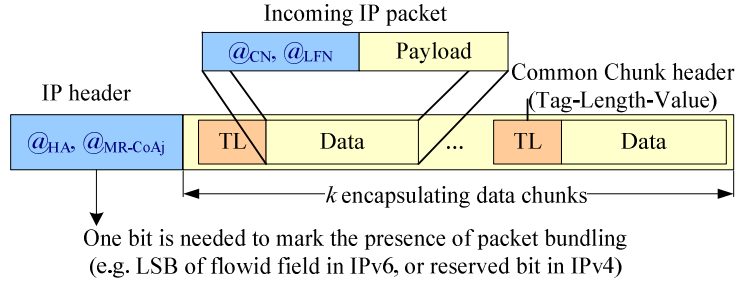 Incoming IP packet
@CN, @LFN Payload
Common Chunk header
(Tag-Length-Value)
IP header
@HA, @MR-CoAj TL Data ... TL Data
k encapsulating data chunks
One bit is needed to mark the presence of packet bundling
(e.g. LSB of flowid field in IPv6, or reserved bit in IPv4)